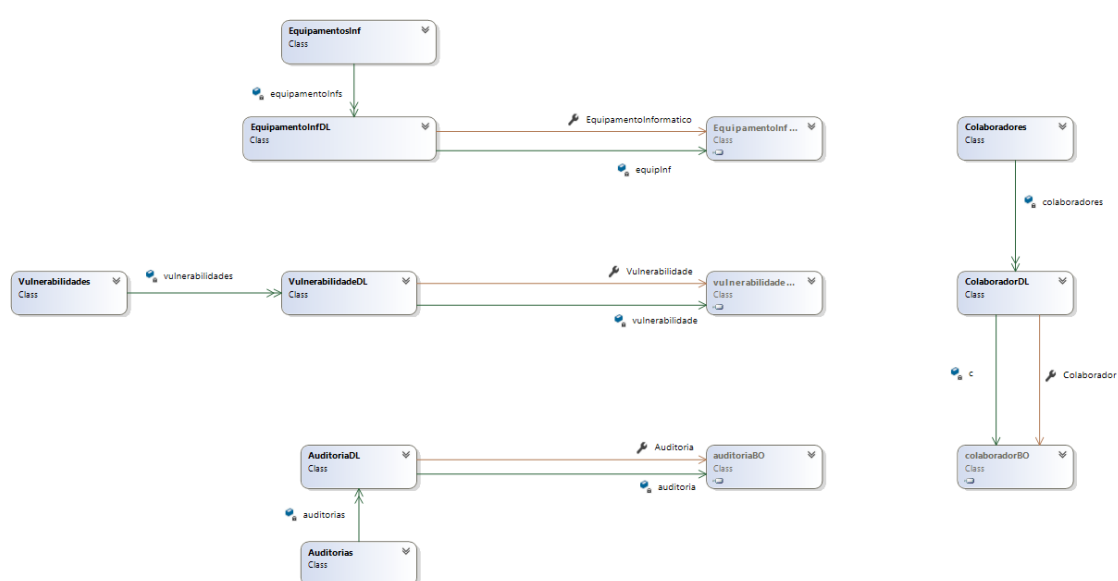 EquipamentosInf
Class
equipamentoInfs
EquipamentoInfDL
Class
EquipamentoInformatico
equipInf
EquipamentoInf...
Class
Colaboradores
Class
colaboradores
Vulnerabilidades
Class
vulnerabilidades
VulnerabilidadeDL
Class
Vulnerabilidade
vulnerabilidade
vulnerabilidade...
Class
ColaboradorDL
Class
c
Colaborador
AuditoriaDL
Class
Auditoria
auditoria
auditoriaBO
Class
colaboradorBO
Class
auditorias
Auditorias
Class